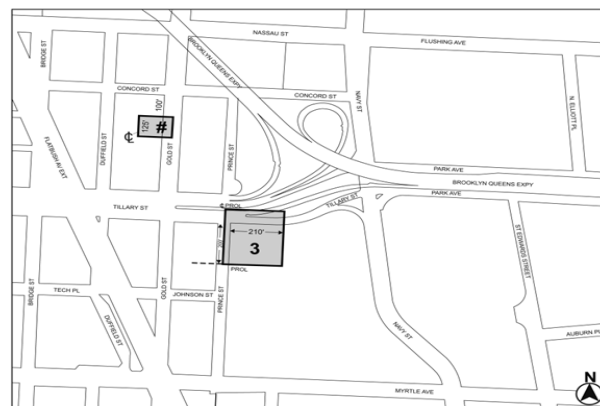 NASSAU ST
FLUSHING AVE
BRIDGE ST
BROOKLYN QUEENS EXPY
CONCORD ST
CONCORD ST
NAVY ST
N ELLIOTT PL
100'
125'
#
℄
FLATBUSH AV EXT
DUFFIELD ST
GOLD ST
PRINCE ST
PARK AVE
BROOKLYN QUEENS EXPY
PARK AVE
TILLARY ST
℄ PROL
TILLARY ST
210'
3
ST EDWARDS STREET
PROL
TECH PL
JOHNSON ST
BRIDGE ST
GOLD ST
PRINCE ST
DUFFIELD ST
NAVY ST
AUBURN PL
MYRTLE AVE
N